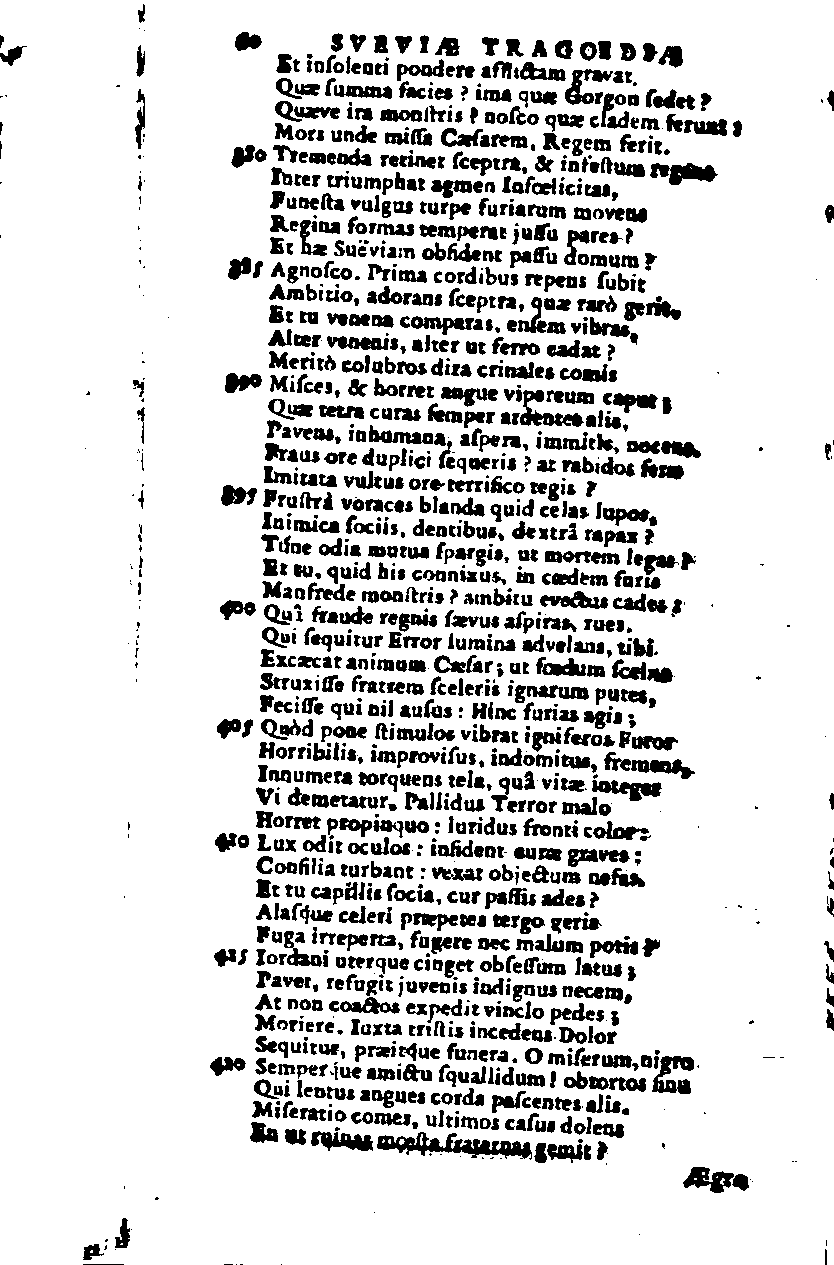 60 SVEVIÆ TRAGOEDIÆ
Et inſolenti pondere afflictam gravat.
Quæ ſumma facies ? ima quæ Gorgon ſedet ?
Quæve ira monſtris ? noſco quæ cladem ferunt ?
Mors unde miſſa Cæſarem, Regem ferit.
380 Tremenda retinet ſceptra, & infeſtum regens
Inter triumphat agmen Infœlicitas,
Funeſta vulgus turpe furiarum movens
Regina formas temperat juſſu pares ?
Et hæ Suëviam obſident paſſu domum ?
385 Agnoſco. Prima cordibus repens ſubit
Ambitio, adorans ſceptra, quæ rarò gerit.
Et tu venena comparas, enſem vibras,
Alter venenis, alter ut ferro cadat ?
Meritò colubros dira crinales comis
390 Miſces, & horret angue vipereum caput ;
Quæ tetra curas ſemper ardentes alis,
Pavens, inhumana, aſpera, immitis, nocens.
Fraus ore duplici ſequeris ? at rabidos feræ
Imitata vultus ore terrifico tegis ?
395 Fruſtrà voraces blanda quid celas lupos,
Inimica ſociis, dentibus, dextrâ rapax ?
Túne odia mutua ſpargis, ut mortem legas ?
Et tu, quid his connixus, in cædem furis
Manfrede monſtris ? ambitu evectus cades ;
400 Quî fraude regnis ſævus aſpiras, rues.
Qui ſequitur Error lumina advelans, tibi
Excæcat animum Cæſar ; ut fœdum ſcelus
Struxiſſe fratrem ſceleris ignarum putes,
Feciſſe qui nil auſus : Hinc furias agis ;
405 Quòd pone ſtimulos vibrat igniferos Furor
Horribilis, improviſus, indomitus, fremens,
Innumera torquens tela, quâ vitæ integer
Vi demetatur. Pallidus Terror malo
Horret propinquo : luridus fronti color :
410 Lux odit oculos : inſident curæ graves ;
Conſilia turbant : vexat objectum nefas.
Et tu capillis ſocia, cur paſſis ades ?
Alaſque celeri præpetes tergo geris
Fuga irreperta, fugere nec malum potis ?
415 Iordani uterque cinget obſeſſum latus ;
Pavet, refugit juvenis indignus necem,
At non coactos expedit vinclo pedes ;
Moriere. Iuxta triſtis incedens Dolor
Sequitur, præitque funera. O miſerum, nigro
420 Semperque amictu ſquallidum ! obtortos ſinu
Qui lentus angues corda paſcentes alis.
Miſeratio comes, ultimos caſus dolens
En ut ruinas mœſta fraternas gemit ?
Ægra